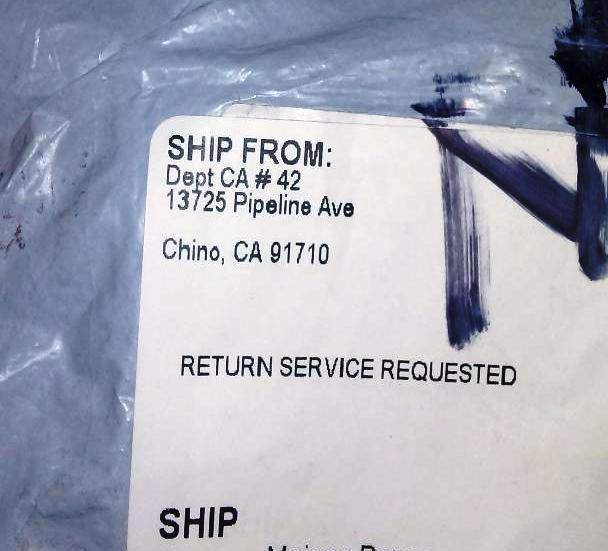 SHIP FROM:
Dept CA # 42
13725 Pipeline Ave
Chino, CA 91710
RETURN SERVICE REQUESTED
SHIP